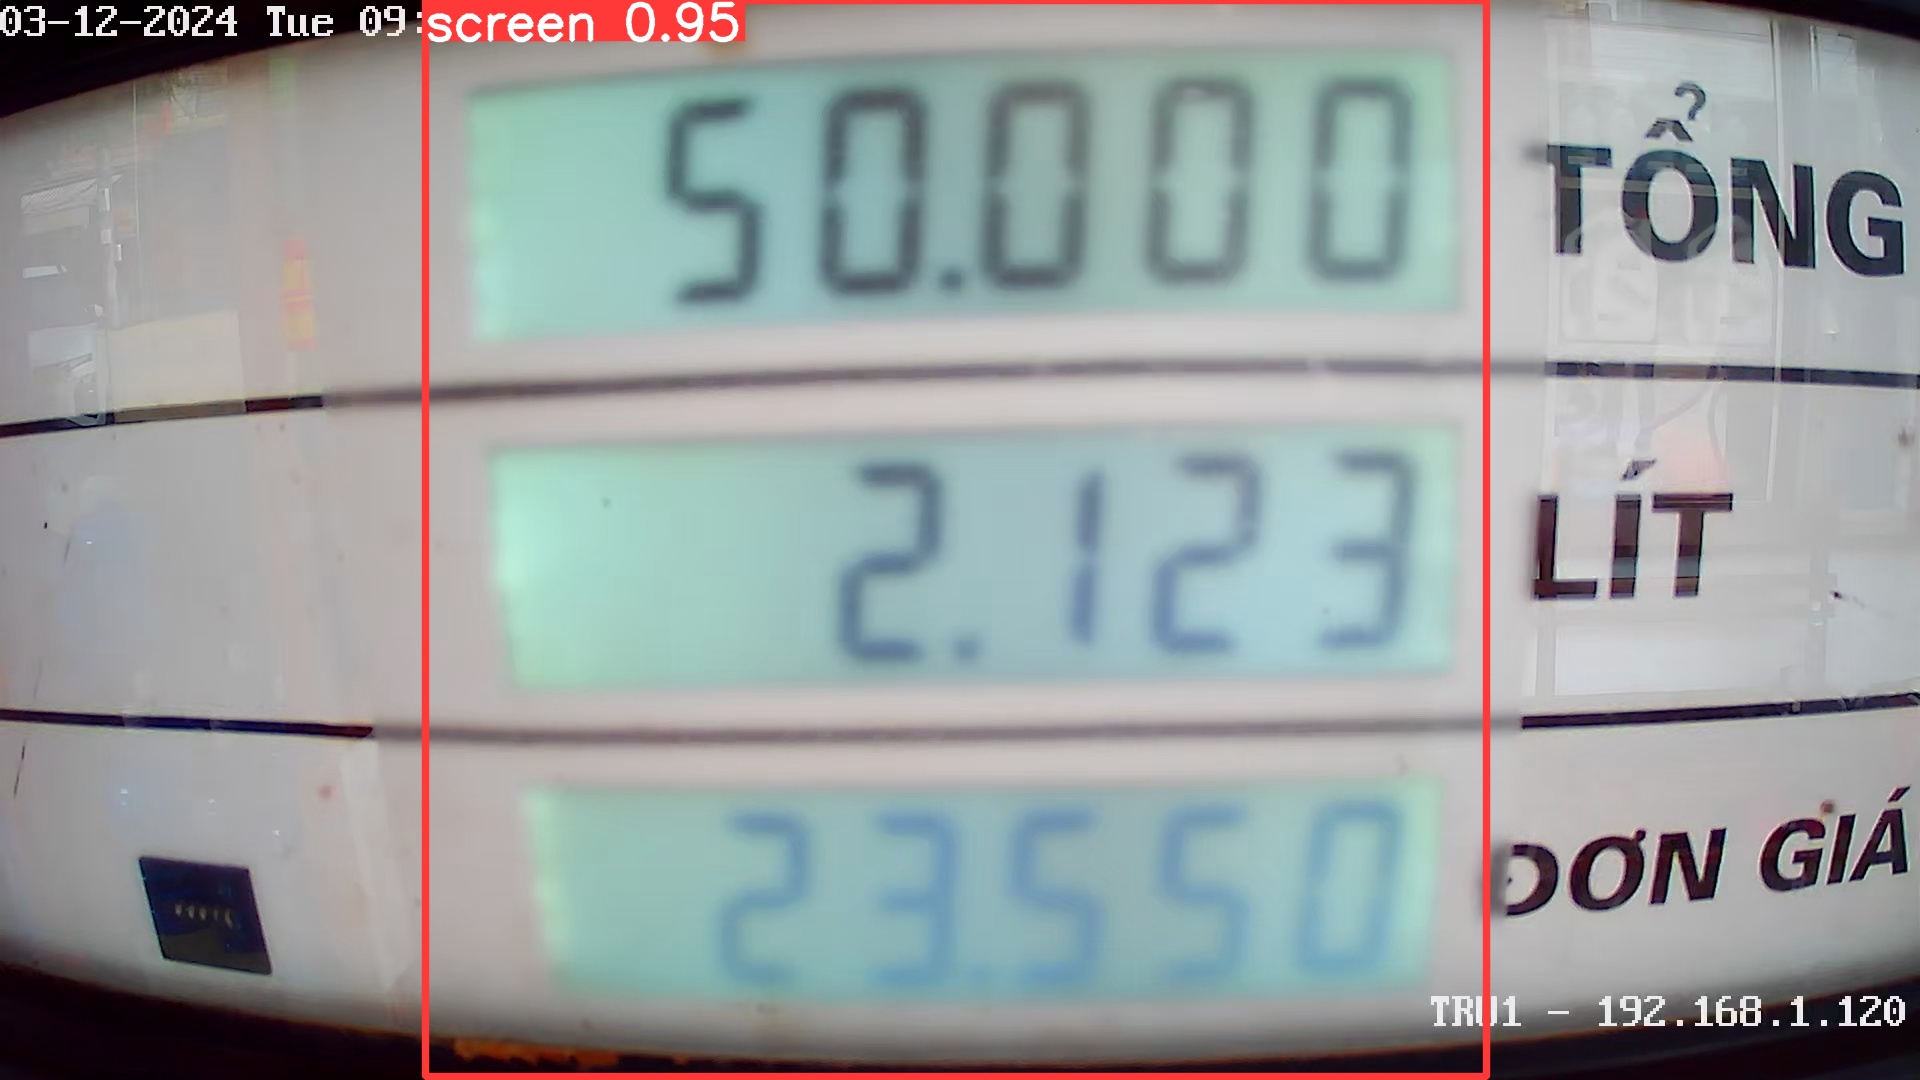 03-12-2024 Tue 09:
screen 0.95
50.000
TỔNG
2.123
LÍT
23.550
ĐƠN GIÁ
TRU1 - 192.168.1.120